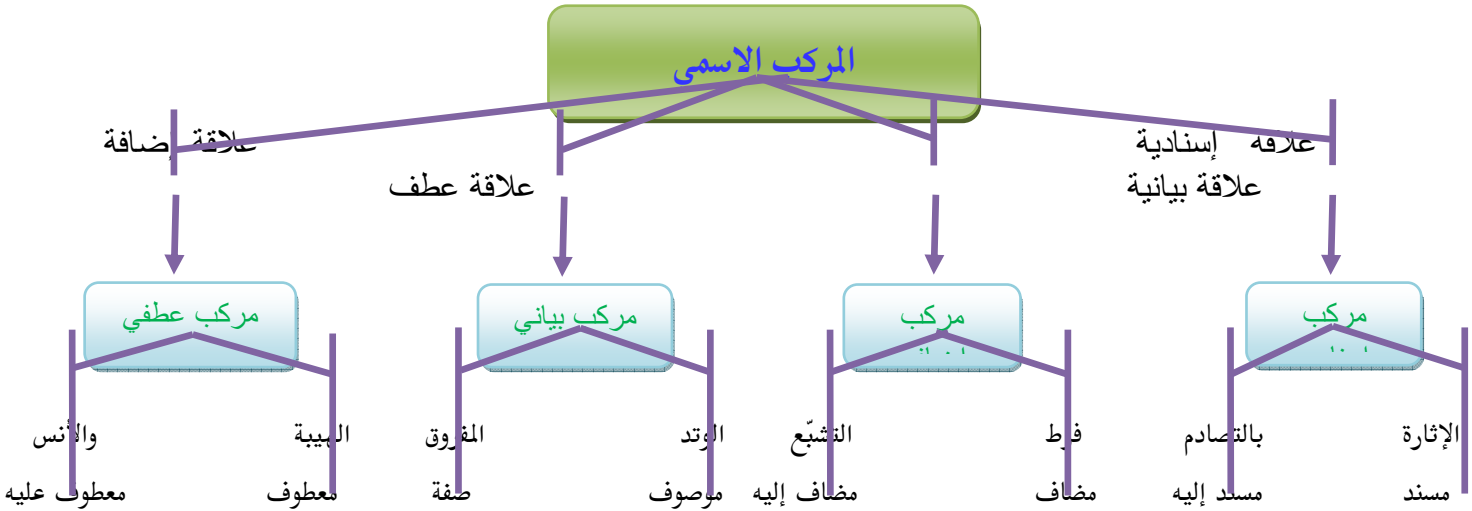 المركب الاسمي
علاقة إسنادية
علاقة إضافة
علاقة بيانية
علاقة عطف
مركب
مركب
مركب بياني
مركب عطفي
الإثارة
بالتصادم
فرط
التشبّع
الوتد
المفروق
الهيبة
والأنس
مسند
مسند إليه
مضاف
مضاف إليه
موصوف
صفة
معطوف
معطوف عليه